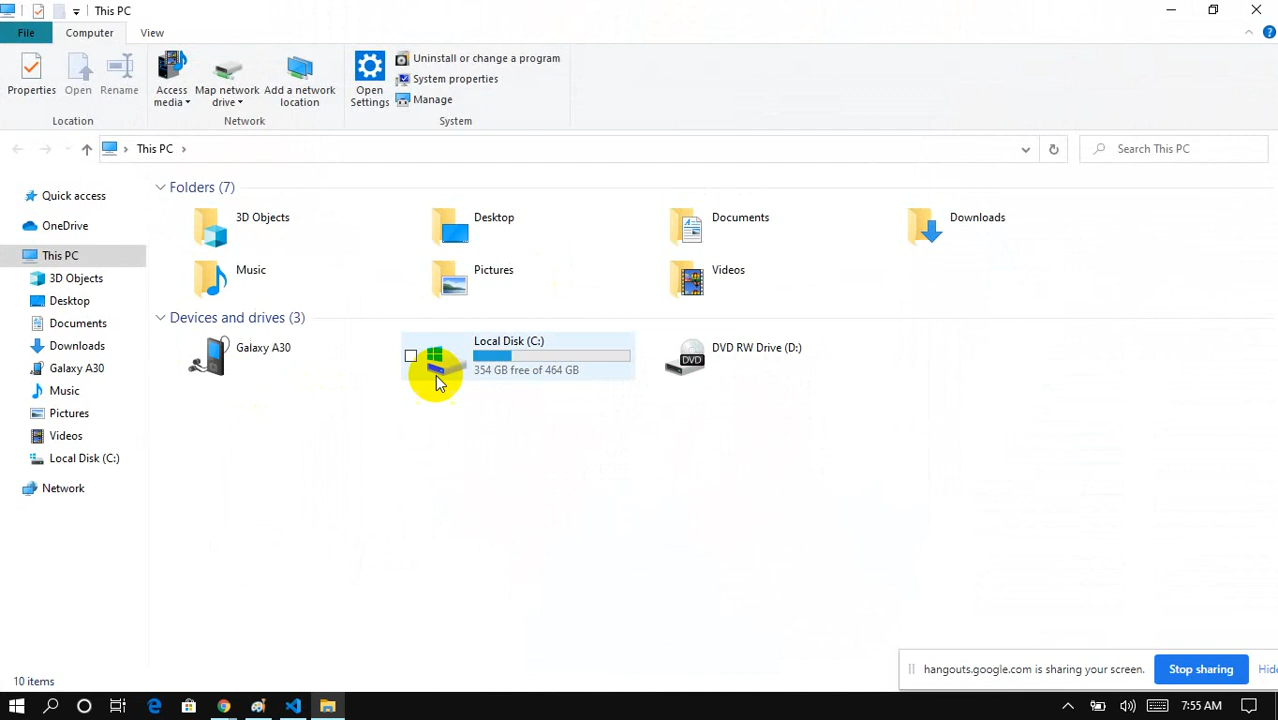 This PC
File
Computer
View
Properties
Open
Rename
Access media
Map network drive
Add a network location
Open Settings
Uninstall or change a program
System properties
Manage
Location
Network
System
This PC
Search This PC
Quick access
OneDrive
This PC
3D Objects
Desktop
Documents
Downloads
Galaxy A30
Music
Pictures
Videos
Local Disk (C:)
Network
Folders (7)
3D Objects
Desktop
Documents
Downloads
Music
Pictures
Videos
Devices and drives (3)
Galaxy A30
Local Disk (C:)
354 GB free of 464 GB
DVD RW Drive (D:)
DVD
10 items
hangouts.google.com is sharing your screen.
Stop sharing
Hide
7:55 AM